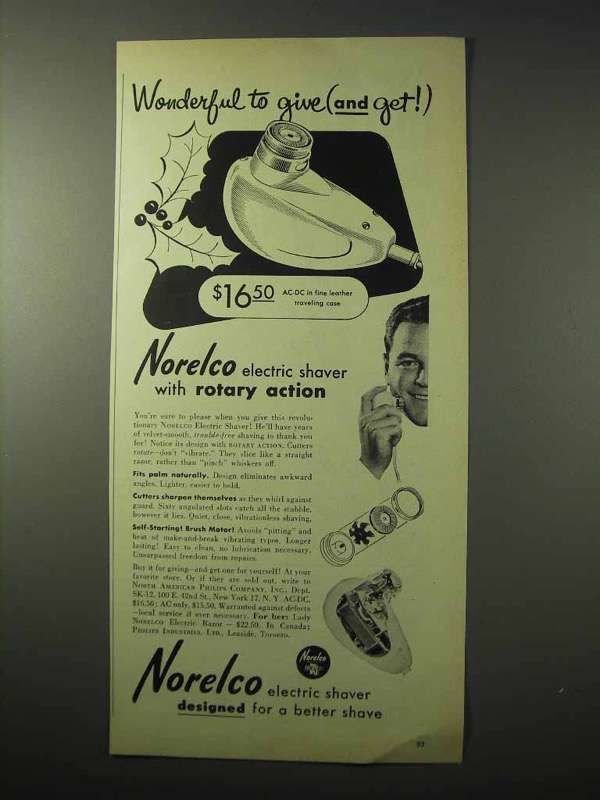 Wonderful to give (and get!)
$16.50 AC-DC in fine leather
traveling case
Norelco electric shaver
with rotary action
You're sure to please when you give this revolu-
tionary NORELCO Electric Shaver! He'll have years
of velvet-smooth, trouble-free shaving to thank you
for! Notice its design with ROTARY ACTION. Cutters
rotate—don't "vibrate." They slice like a straight
razor, rather than "pinch" whiskers off.
Fits palm naturally. Design eliminates awkward
angles. Lighter, easier to hold.
Cutters sharpen themselves as they whirl against
guard. Sixty angulated slots catch all the stubble,
however it lies. Quiet, close, vibrationless shaving.
Self-Starting! Brush Motor! Avoids "pitting" and
heat of make-and-break vibrating types. Longer
lasting! Easy to clean, no lubrication necessary.
Unsurpassed freedom from repairs.
Buy it for giving—and get one for yourself! At your
favorite store. Or if they are sold out, write to
NORTH AMERICAN PHILIPS COMPANY, INC., Dept.
SK-12, 100 E. 42nd St., New York 17, N. Y. AC-DC,
$16.50; AC only, $15.50. Warranted against defects
—local service if ever necessary. For her: Lady
NORELCO Electric Razor — $22.50. In Canada:
PHILIPS INDUSTRIES, LTD., Leaside, Toronto.
Norelco
Norelco electric shaver
designed for a better shave